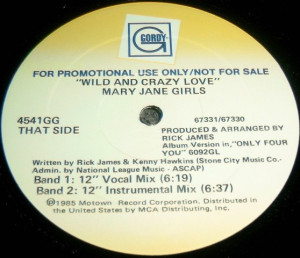 G
GORDY
FOR PROMOTIONAL USE ONLY/NOT FOR SALE
"WILD AND CRAZY LOVE"
MARY JANE GIRLS
4541GG
THAT SIDE
67331/67330
PRODUCED & ARRANGED BY
RICK JAMES
Album Version in,"ONLY FOUR
YOU" 6092GL
Written by Rick James & Kenny Hawkins (Stone City Music Co.-
Admin. by National League Music - ASCAP)
Band 1: 12" Vocal Mix (6:19)
Band 2: 12" Instrumental Mix (6:37)
℗1985 Motown Record Corporation. Distributed in
the United States by MCA Distributing, Inc.